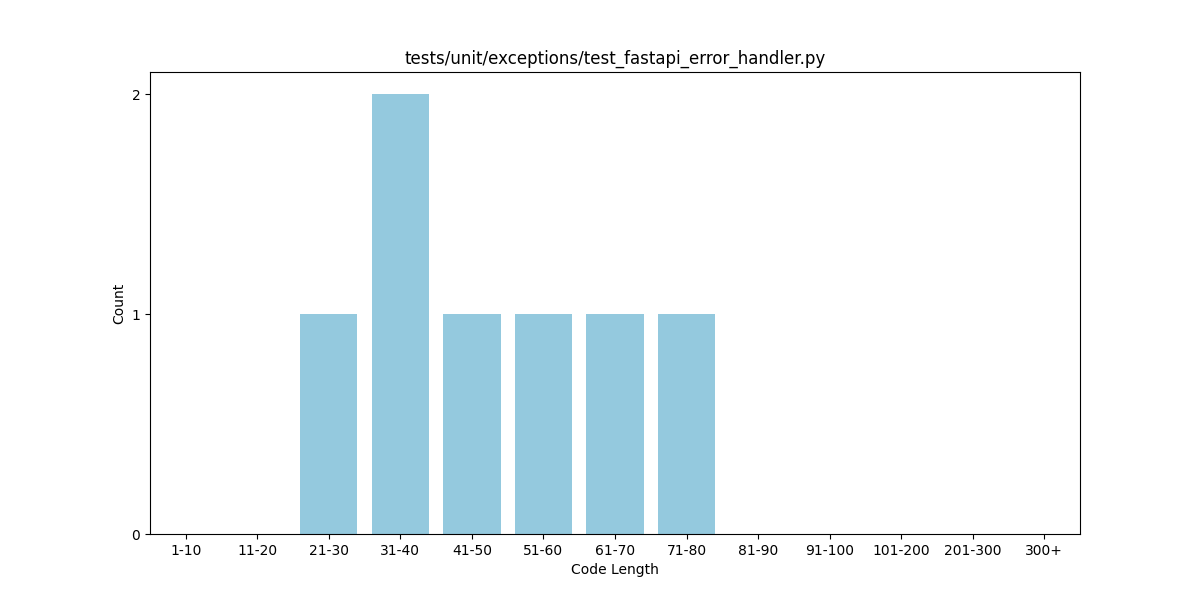 tests/unit/exceptions/test_fastapi_error_handler.py
2
1
0
Count
1-10 11-20 21-30 31-40 41-50 51-60 61-70 71-80 81-90 91-100 101-200 201-300 300+
Code Length